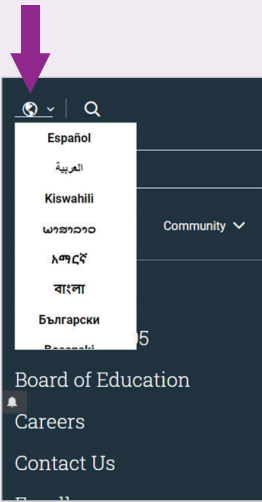 Español
العربية
Kiswahili
ພາສາລາວ
አማርኛ
বাংলা
Български
Bosanski
Community
Board of Education
Careers
Contact Us